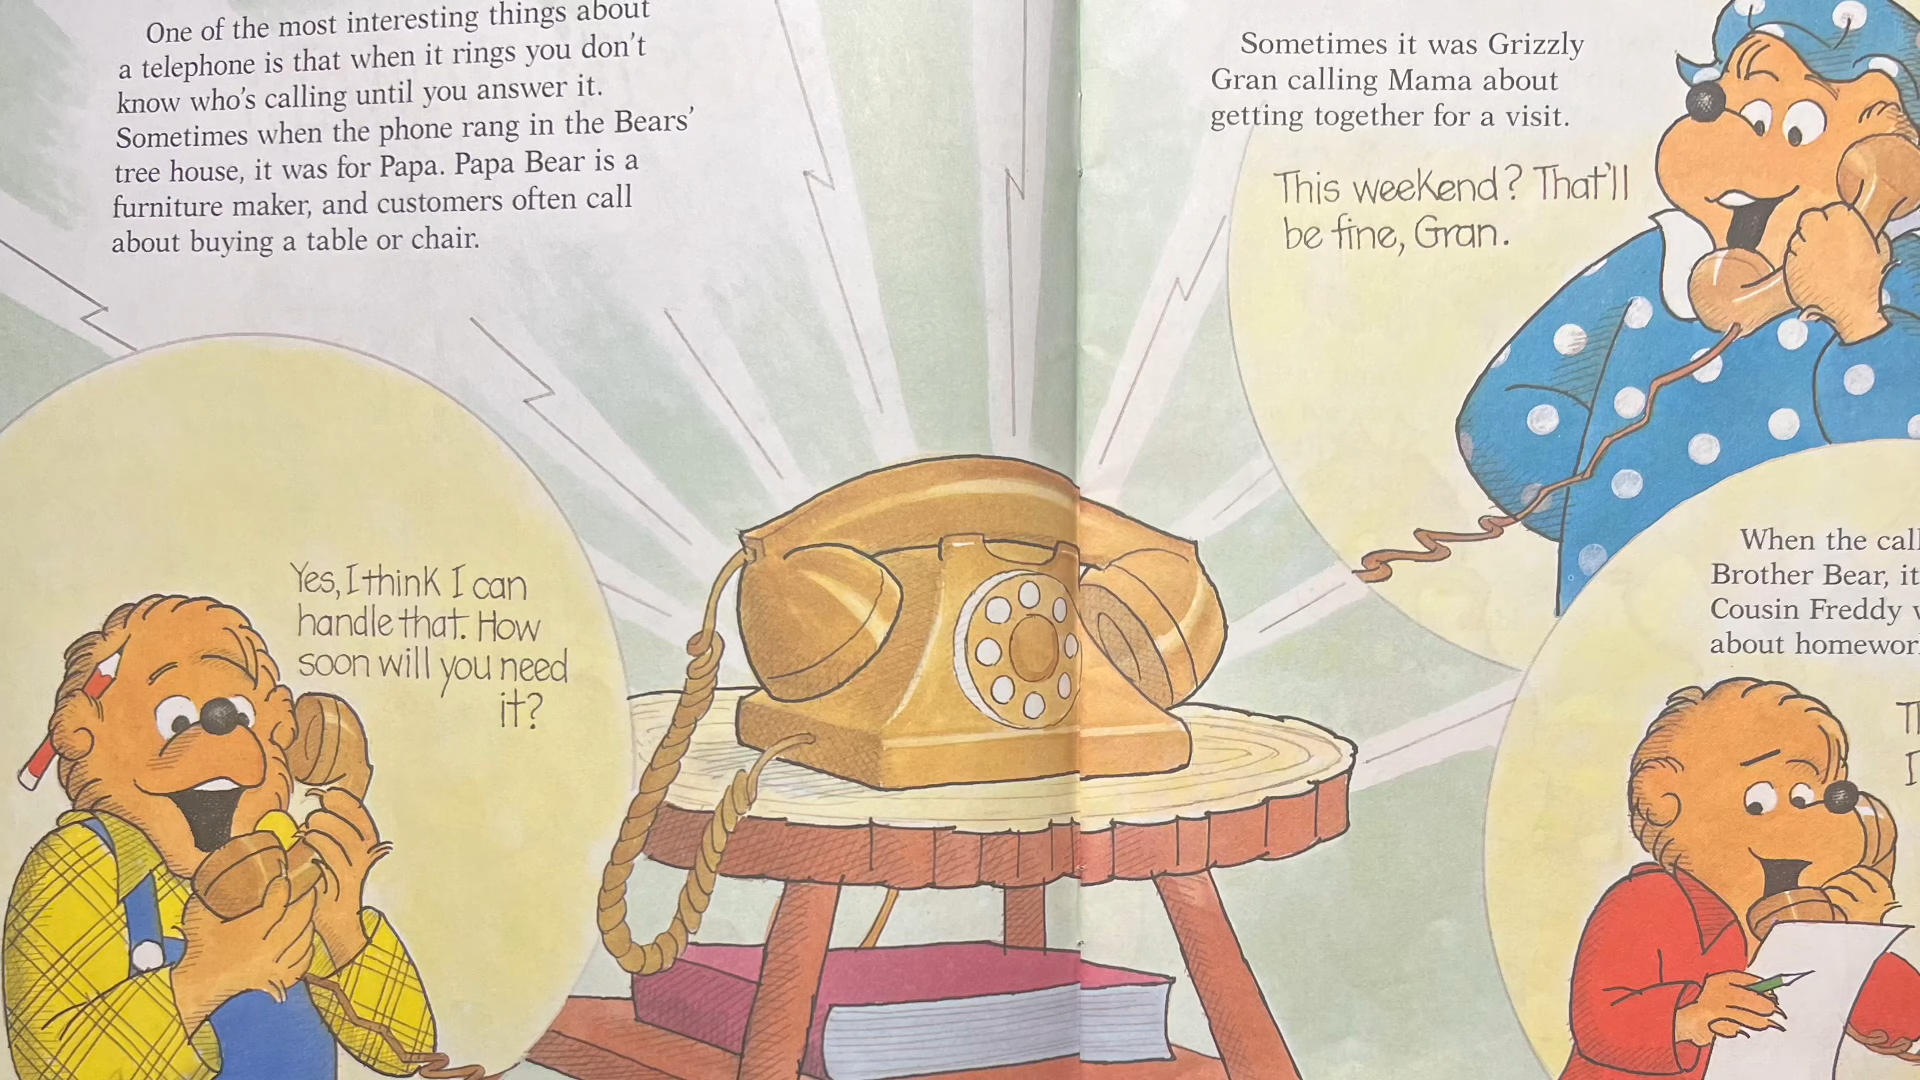 One of the most interesting things about
a telephone is that when it rings you don't
know who's calling until you answer it.
Sometimes when the phone rang in the Bears'
tree house, it was for Papa. Papa Bear is a
furniture maker, and customers often call
about buying a table or chair.
Yes, I think I can
handle that. How
soon will you need
it?
Sometimes it was Grizzly
Gran calling Mama about
getting together for a visit.
This weekend? That'll
be fine, Gran.
When the call
Brother Bear, it
Cousin Freddy
about